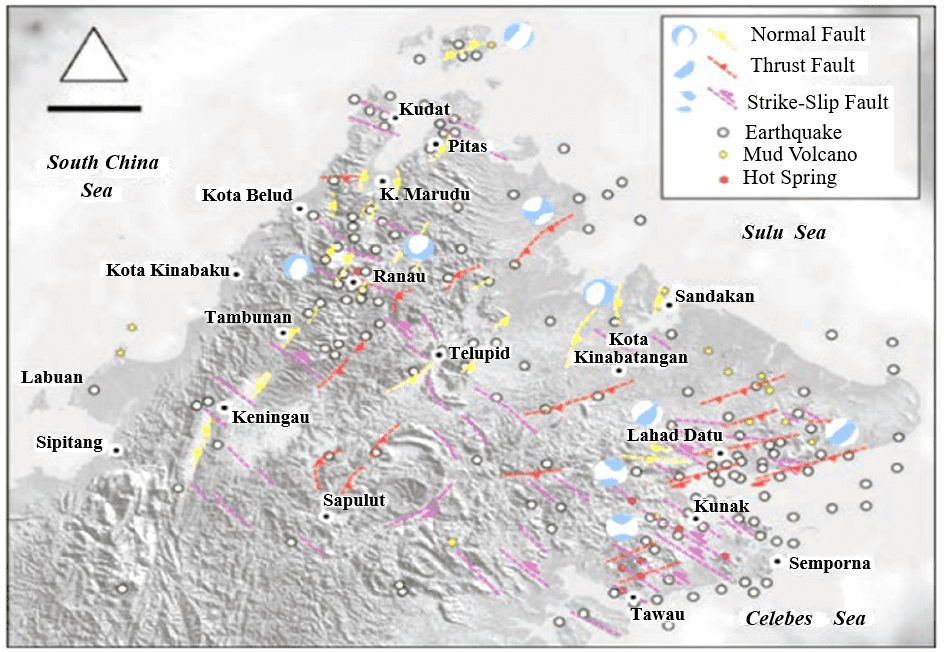 Normal Fault
Thrust Fault
Strike-Slip Fault
Earthquake
Mud Volcano
Hot Spring
Kudat
Pitas
South China
Sea
Kota Belud
K. Marudu
Sulu Sea
Kota Kinabaku
Ranau
Sandakan
Tambunan
Kota
Kinabatangan
Telupid
Labuan
Keningau
Sipitang
Lahad Datu
Sapulut
Kunak
Semporna
Tawau
Celebes Sea